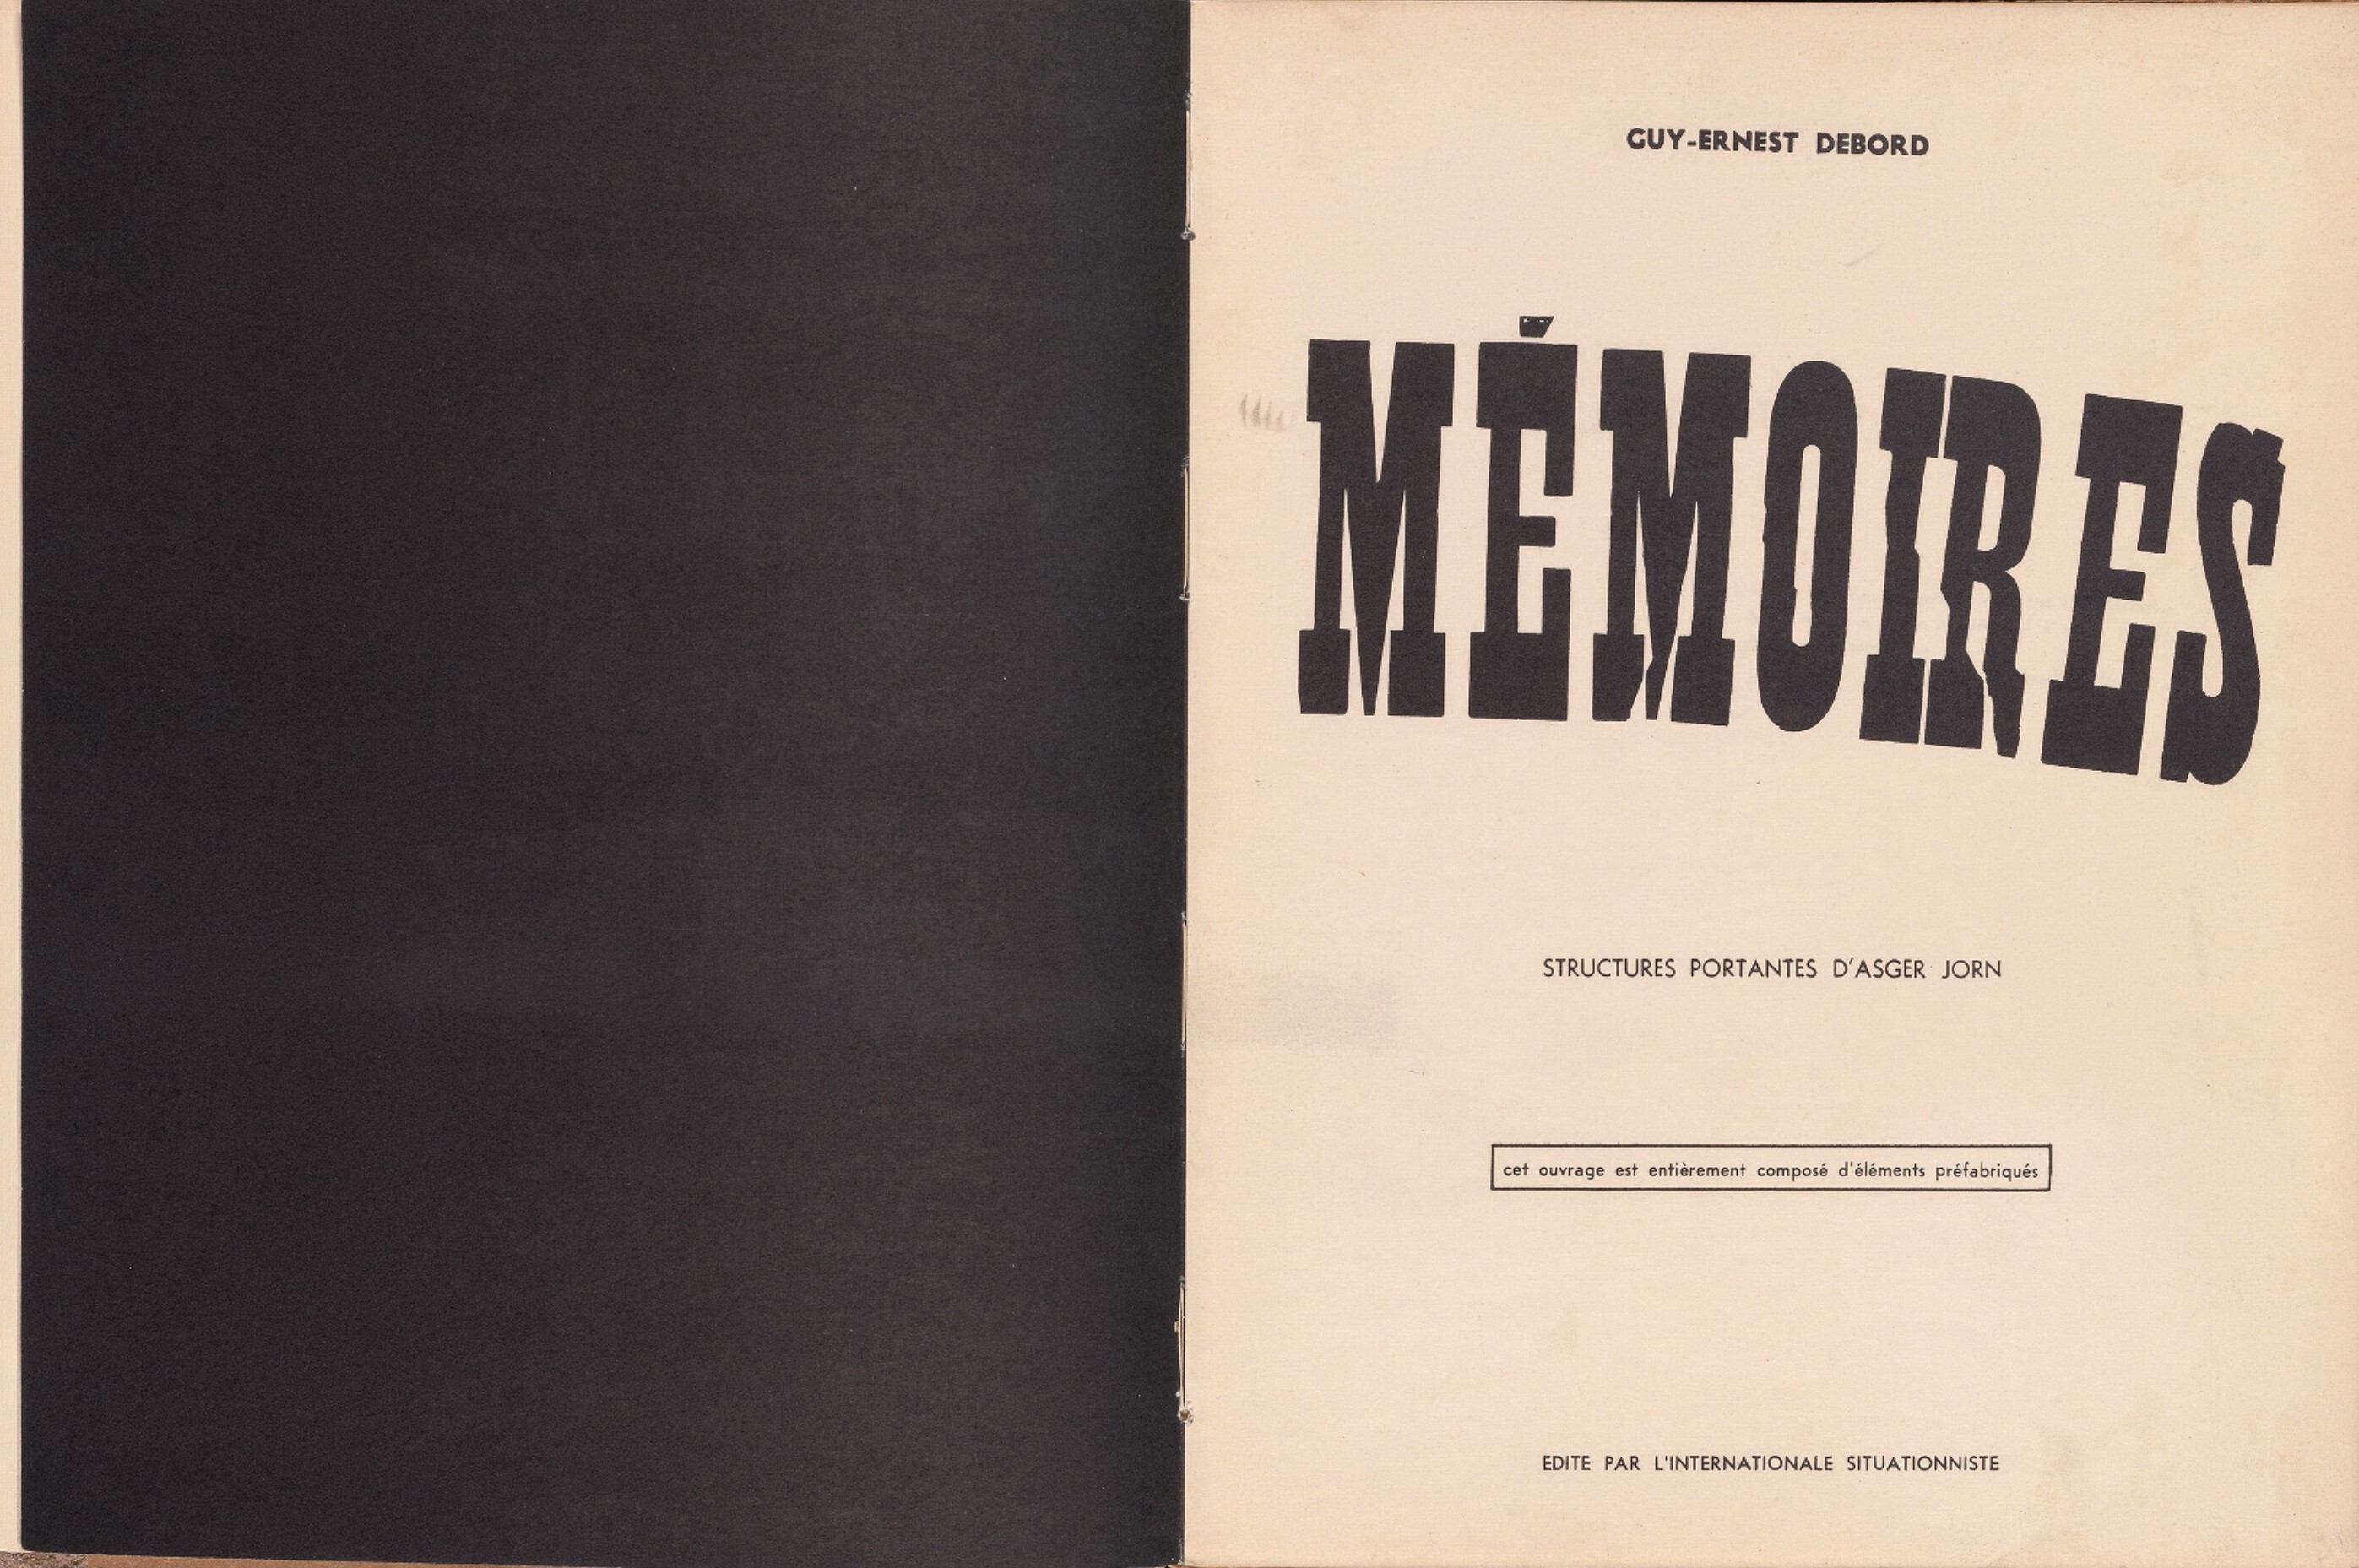 GUY-ERNEST DEBORD
MÉMOIRES
STRUCTURES PORTANTES D'ASGER JORN
cet ouvrage est entièrement composé d'éléments préfabriqués
EDITE PAR L'INTERNATIONALE SITUATIONNISTE